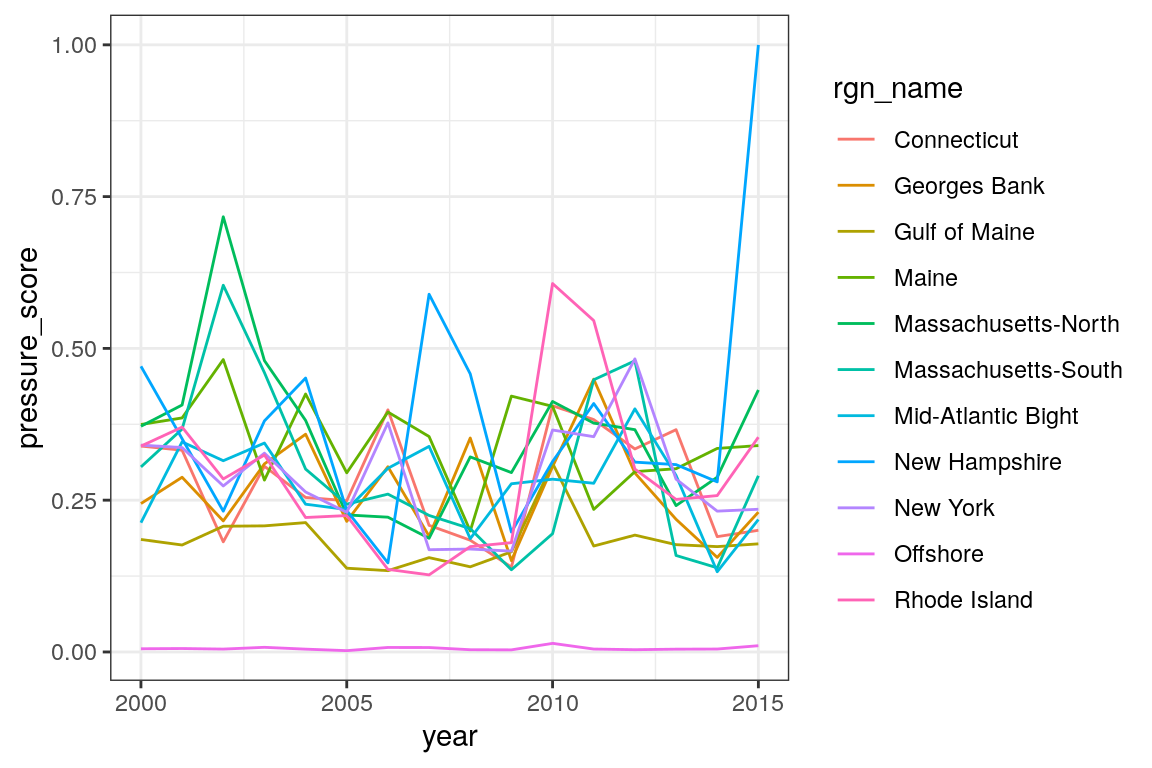 1.00
0.75
0.50
0.25
0.00
pressure_score
2000
2005
2010
2015
year
rgn_name
Connecticut
Georges Bank
Gulf of Maine
Maine
Massachusetts-North
Massachusetts-South
Mid-Atlantic Bight
New Hampshire
New York
Offshore
Rhode Island